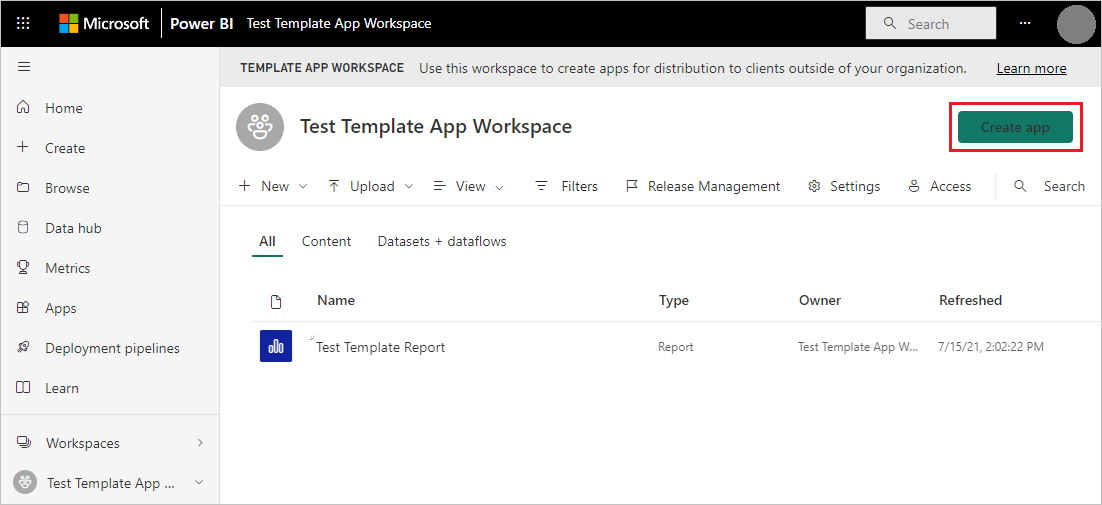 Microsoft Power BI Test Template App Workspace Search ...
TEMPLATE APP WORKSPACE Use this workspace to create apps for distribution to clients outside of your organization. Learn more
Home
Create
Browse
Data hub
Metrics
Apps
Deployment pipelines
Learn
Workspaces
Test Template App ...
Test Template App Workspace
Create app
New Upload View Filters Release Management Settings Access Search
All Content Datasets + dataflows
Name Type Owner Refreshed
Test Template Report Report Test Template App W... 7/15/21, 2:02:22 PM